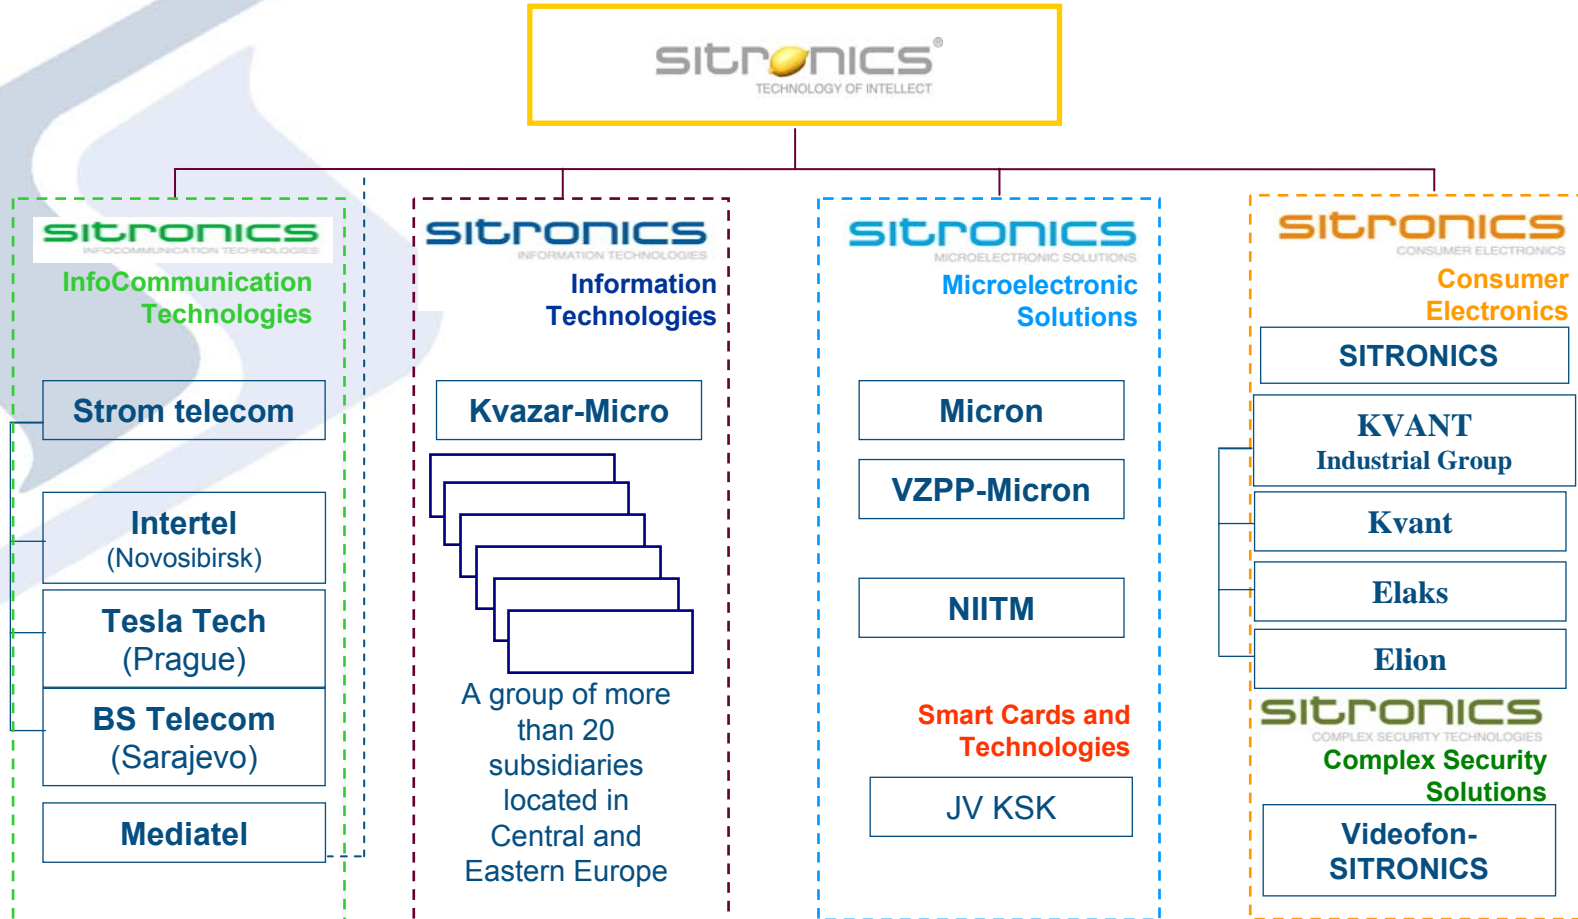 sitronics®
TECHNOLOGY OF INTELLECT
sitronics
INFOCOMMUNICATION TECHNOLOGIES
InfoCommunication
Technologies
Strom telecom
Intertel
(Novosibirsk)
Tesla Tech
(Prague)
BS Telecom
(Sarajevo)
Mediatel
sitronics
INFORMATION TECHNOLOGIES
Information
Technologies
Kvazar-Micro
A group of more
than 20
subsidiaries
located in
Central and
Eastern Europe
sitronics
MICROELECTRONIC SOLUTIONS
Microelectronic
Solutions
Micron
VZPP-Micron
NIITM
Smart Cards and
Technologies
JV KSK
sitronics
CONSUMER ELECTRONICS
Consumer
Electronics
SITRONICS
KVANT
Industrial Group
Kvant
Elaks
Elion
sitronics
COMPLEX SECURITY TECHNOLOGIES
Complex Security
Solutions
Videofon-
SITRONICS